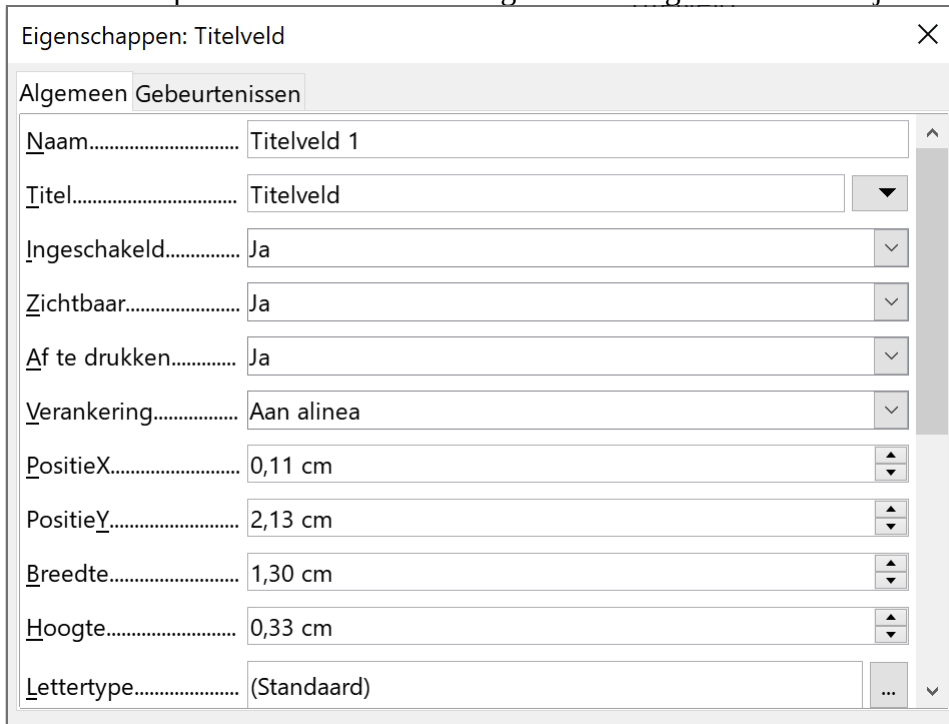 Eigenschappen: Titelveld
Algemeen Gebeurtenissen
Naam.............................. Titelveld 1
Titel................................. Titelveld
Ingeschakeld............... Ja
Zichtbaar....................... Ja
Af te drukken............. Ja
Verankering................. Aan alinea
PositieX.......................... 0,11 cm
PositieY.......................... 2,13 cm
Breedte.......................... 1,30 cm
Hoogte.......................... 0,33 cm
Lettertype..................... (Standaard)
...